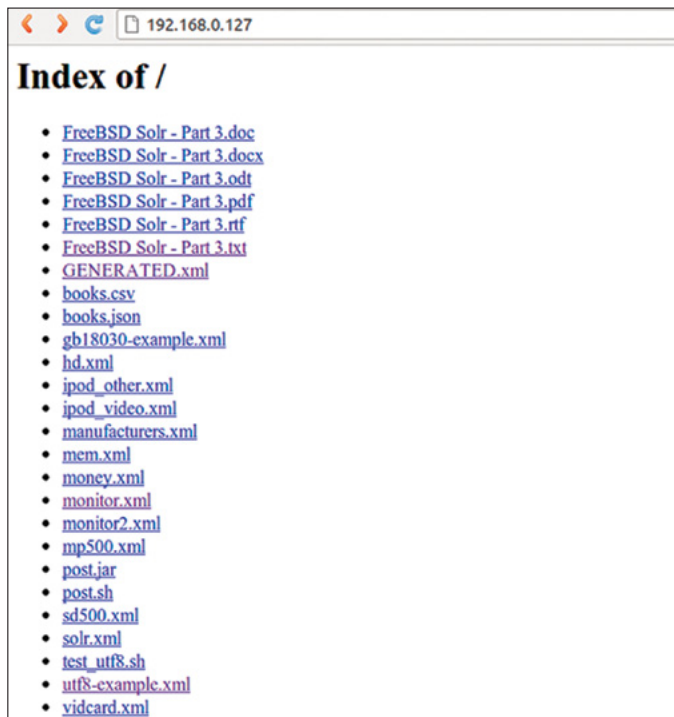 192.168.0.127
Index of /
FreeBSD Solr - Part 3.doc
FreeBSD Solr - Part 3.docx
FreeBSD Solr - Part 3.odt
FreeBSD Solr - Part 3.pdf
FreeBSD Solr - Part 3.rtf
FreeBSD Solr - Part 3.txt
GENERATED.xml
books.csv
books.json
gb18030-example.xml
hd.xml
ipod_other.xml
ipod_video.xml
manufacturers.xml
mem.xml
money.xml
monitor.xml
monitor2.xml
mp500.xml
post.jar
post.sh
sd500.xml
solr.xml
test_utf8.sh
utf8-example.xml
vidcard.xml